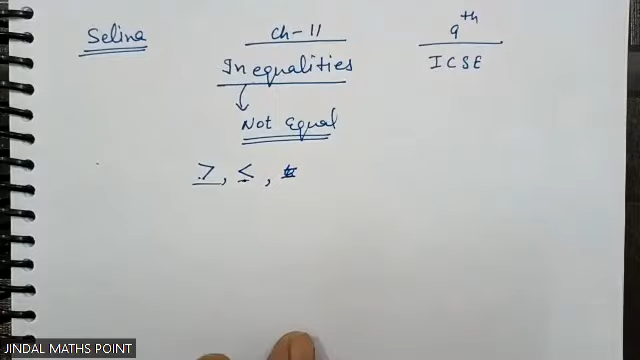 Selina
ch-11
9th
Inequalities
ICSE
Not Equal
>, <,
JINDAL MATHS POINT